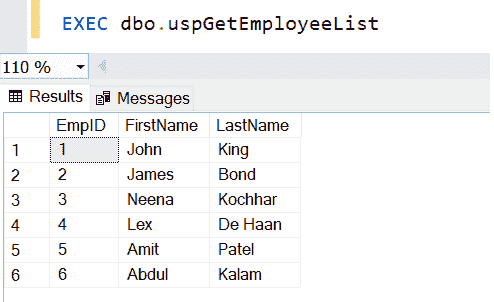 EXEC dbo.uspGetEmployeeList
110 %
Results Messages
EmpID FirstName LastName
1 1 John King
2 2 James Bond
3 3 Neena Kochhar
4 4 Lex De Haan
5 5 Amit Patel
6 6 Abdul Kalam